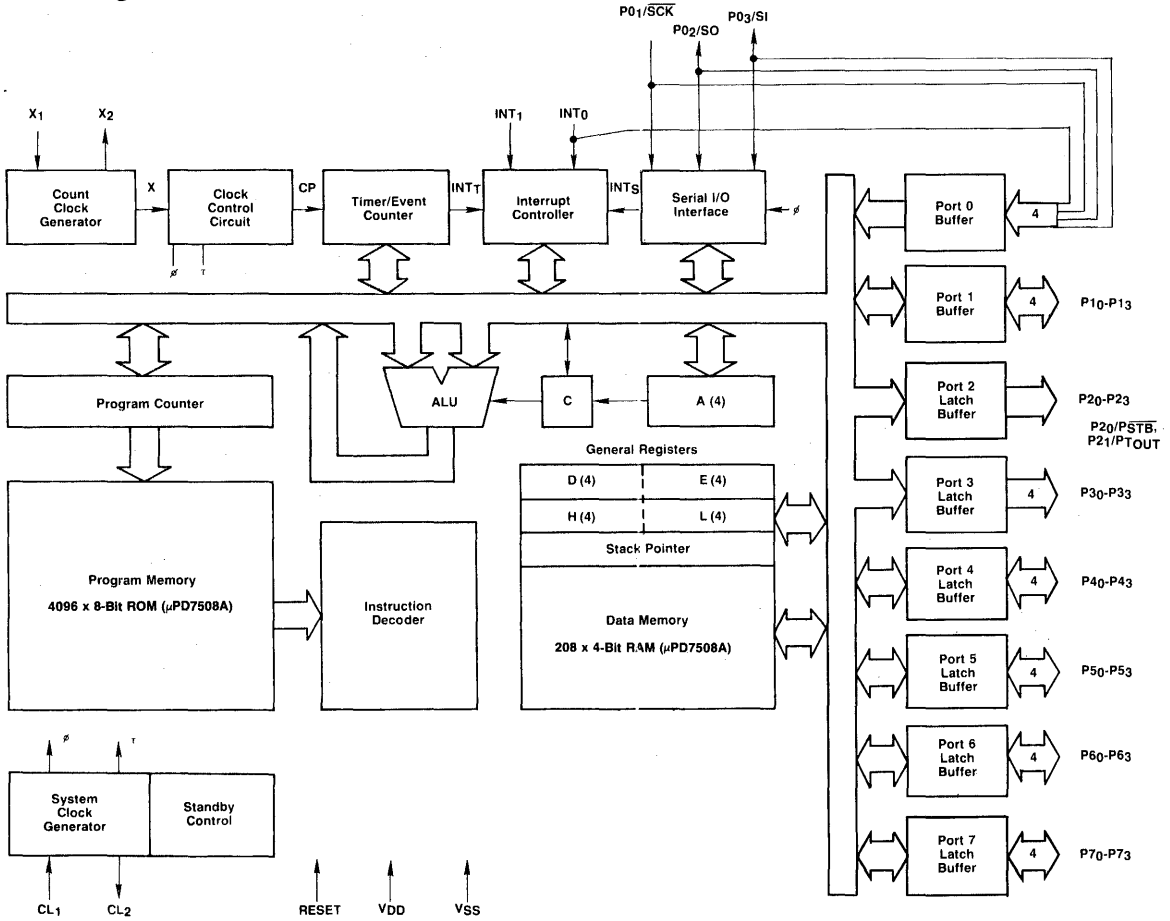 P01/SCK
P02/SO
P03/SI
X1
X2
INT1
INT0
Count
Clock
Generator
X
Clock
Control
Circuit
CP
Timer/Event
Counter
INTT
Interrupt
Controller
INTS
Serial I/O
Interface
ø
ø
τ
Port 0
Buffer
4
Port 1
Buffer
4
P10-P13
Program Counter
ALU
C
A (4)
Port 2
Latch
Buffer
P20-P23
P20/PSTB,
P21/PTOUT
General Registers
D (4)
E (4)
H (4)
L (4)
Stack Pointer
Port 3
Latch
Buffer
4
P30-P33
Program Memory
4096 x 8-Bit ROM (µPD7508A)
Instruction
Decoder
Data Memory
208 x 4-Bit RAM (µPD7508A)
Port 4
Latch
Buffer
4
P40-P43
Port 5
Latch
Buffer
4
P50-P53
Port 6
Latch
Buffer
4
P60-P63
ø
τ
System
Clock
Generator
Standby
Control
Port 7
Latch
Buffer
4
P70-P73
CL1
CL2
RESET
VDD
VSS